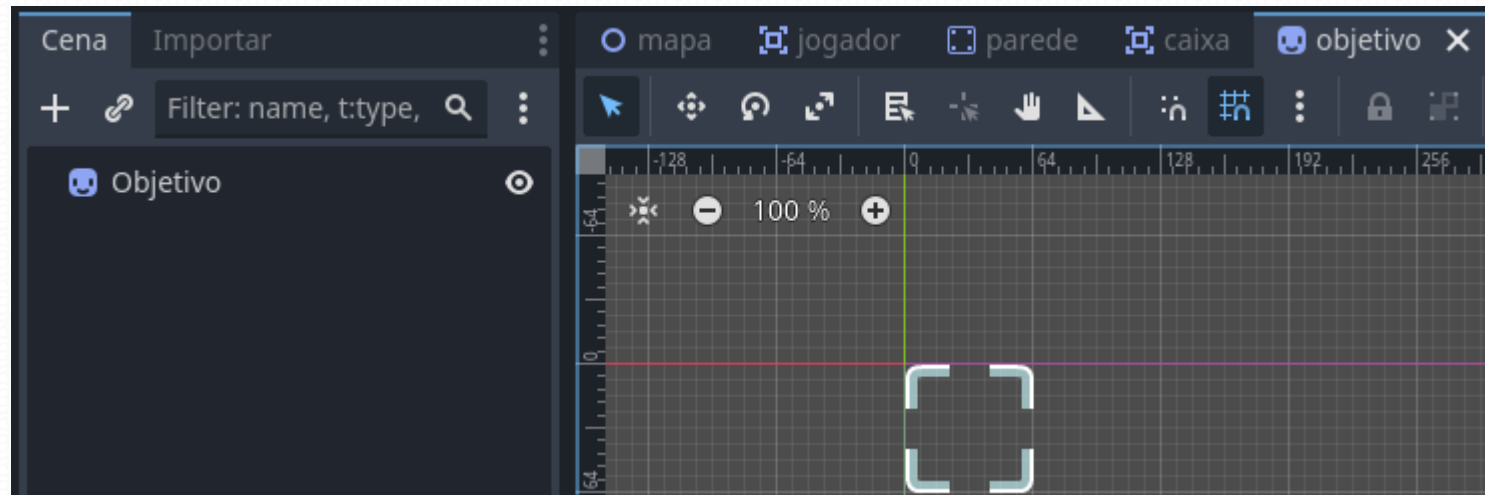 Cena Importar
mapa jogador parede caixa objetivo
Filter: name, t:type,
Objetivo
-128 -64 0 64 128 192 256
-64
100 %
0
64